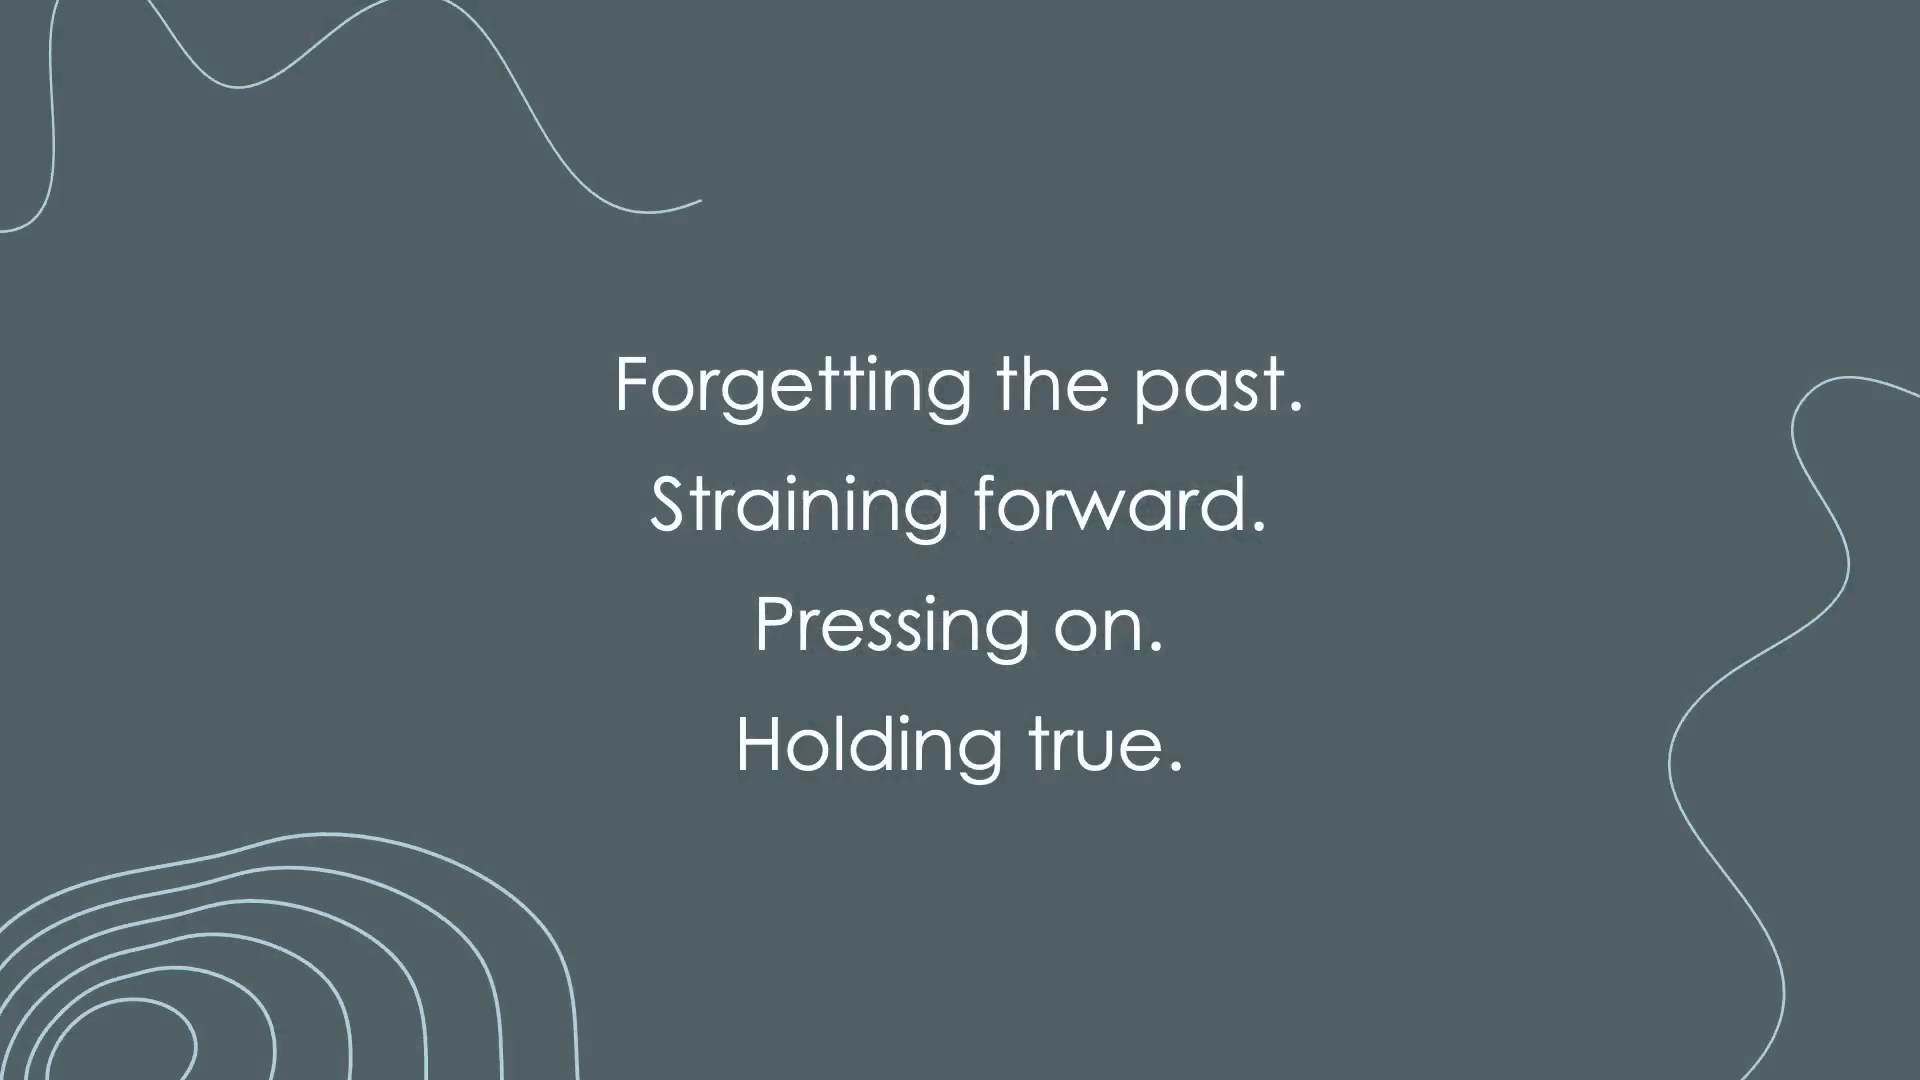 Forgetting the past.
Straining forward.
Pressing on.
Holding true.